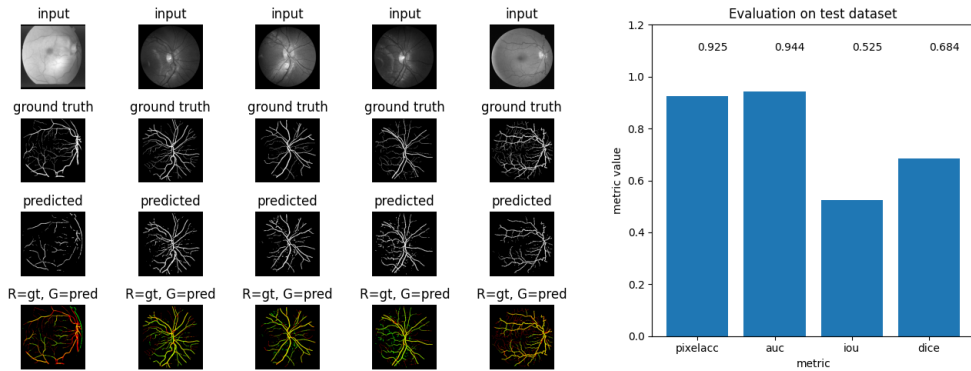 input input input input input
ground truth ground truth ground truth ground truth ground truth
predicted predicted predicted predicted predicted
R=gt, G=pred R=gt, G=pred R=gt, G=pred R=gt, G=pred R=gt, G=pred
Evaluation on test dataset
1.2
0.925 0.944 0.525 0.684
1.0
0.8
0.6
0.4
0.2
0.0
metric value
pixelacc auc iou dice
metric